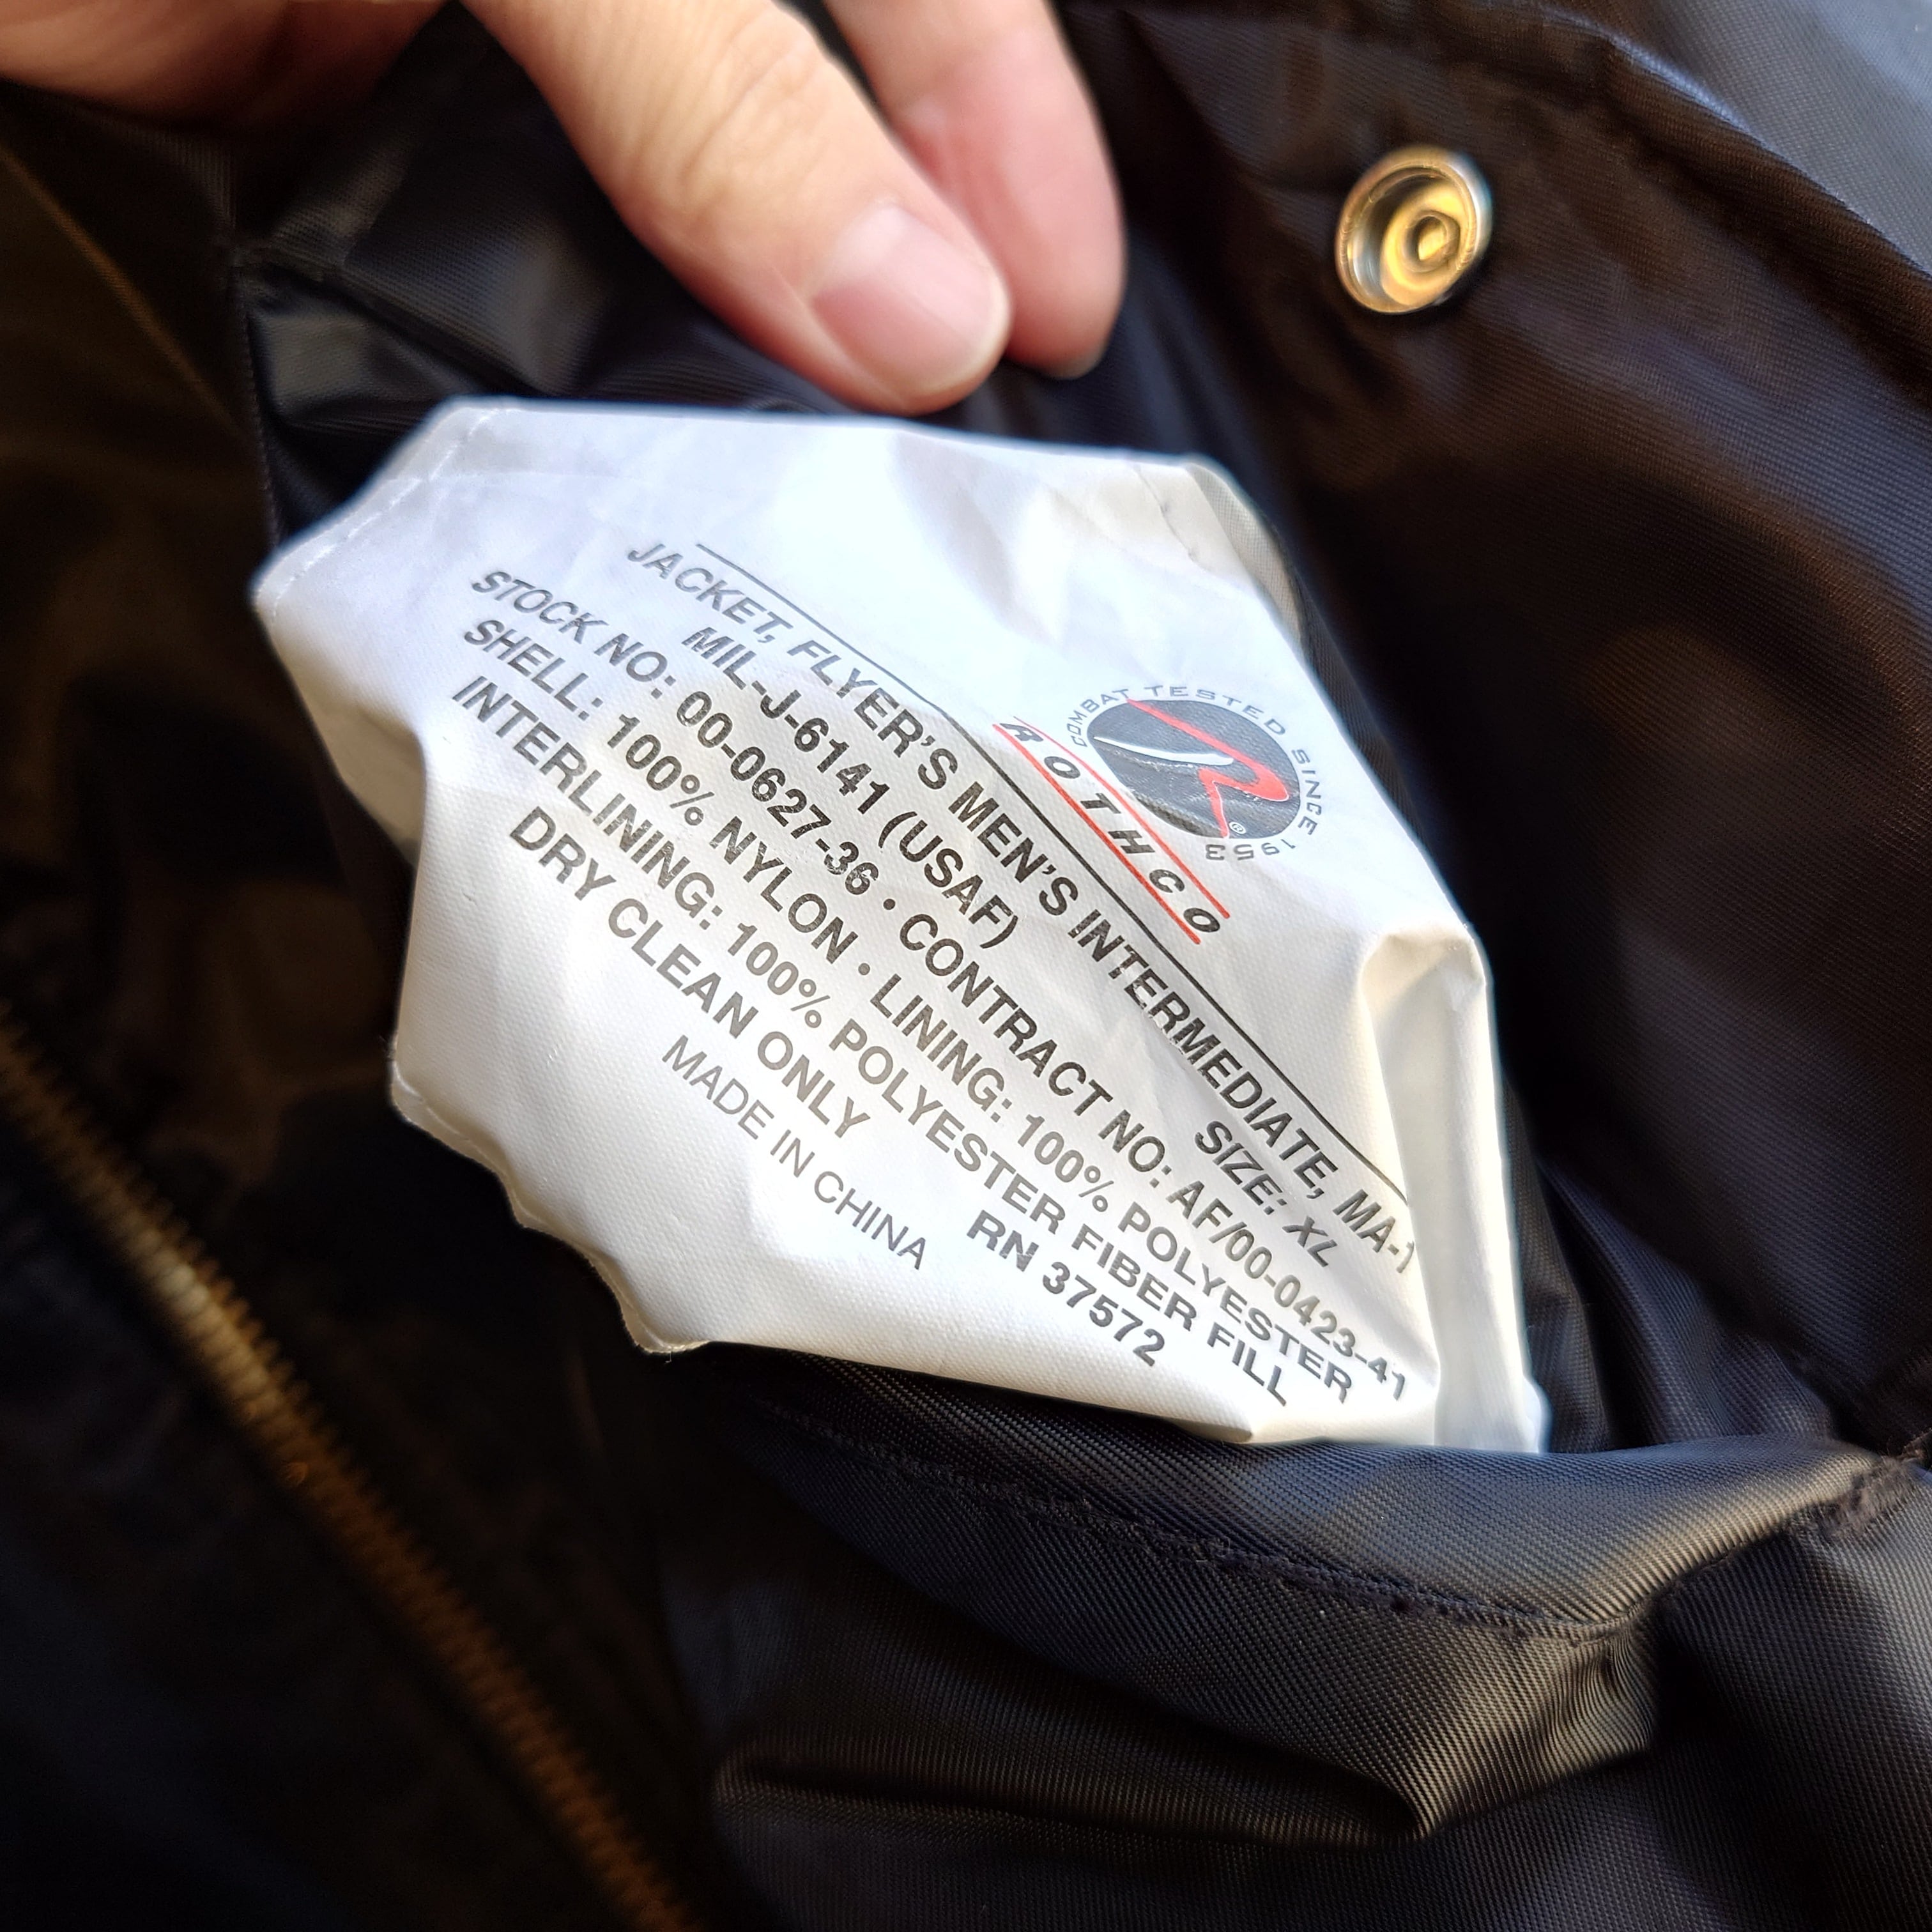 COMBAT TESTED SINCE 1953
R
®
ROTHCO
JACKET, FLYER'S MEN'S INTERMEDIATE, MA-1
MIL-J-6141 (USAF) SIZE: XL
STOCK NO: 00-0627-36 • CONTRACT NO: AF/00-0423-41
SHELL: 100% NYLON • LINING: 100% POLYESTER
INTERLINING: 100% POLYESTER FIBER FILL
DRY CLEAN ONLY RN 37572
MADE IN CHINA